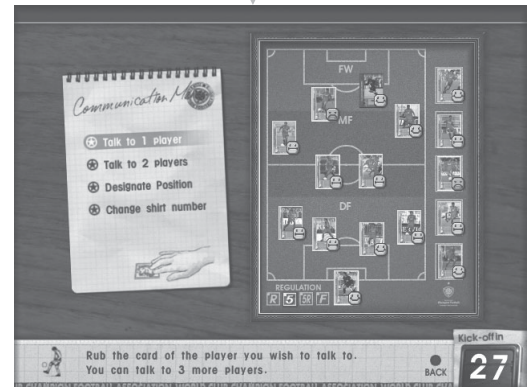 Communication M
Talk to 1 player
Talk to 2 players
Designate Position
Change shirt number
FW
MF
DF
REGULATION
R 5 5R F
Kick-off in
27
BACK
Rub the card of the player you wish to talk to.
You can talk to 3 more players.